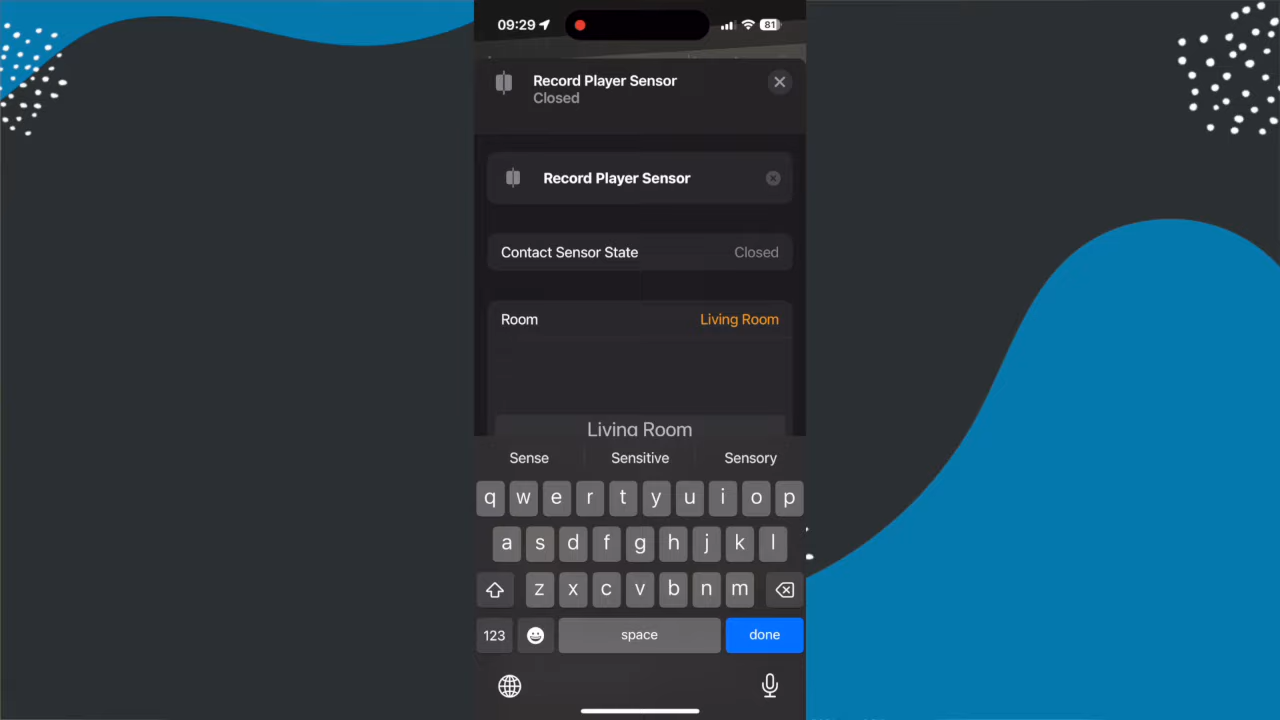 09:29
81
Record Player Sensor
Closed
Record Player Sensor
Contact Sensor State Closed
Room Living Room
Living Room
Sense Sensitive Sensory
q w e r t y u i o p
a s d f g h j k l
z x c v b n m
123 space done